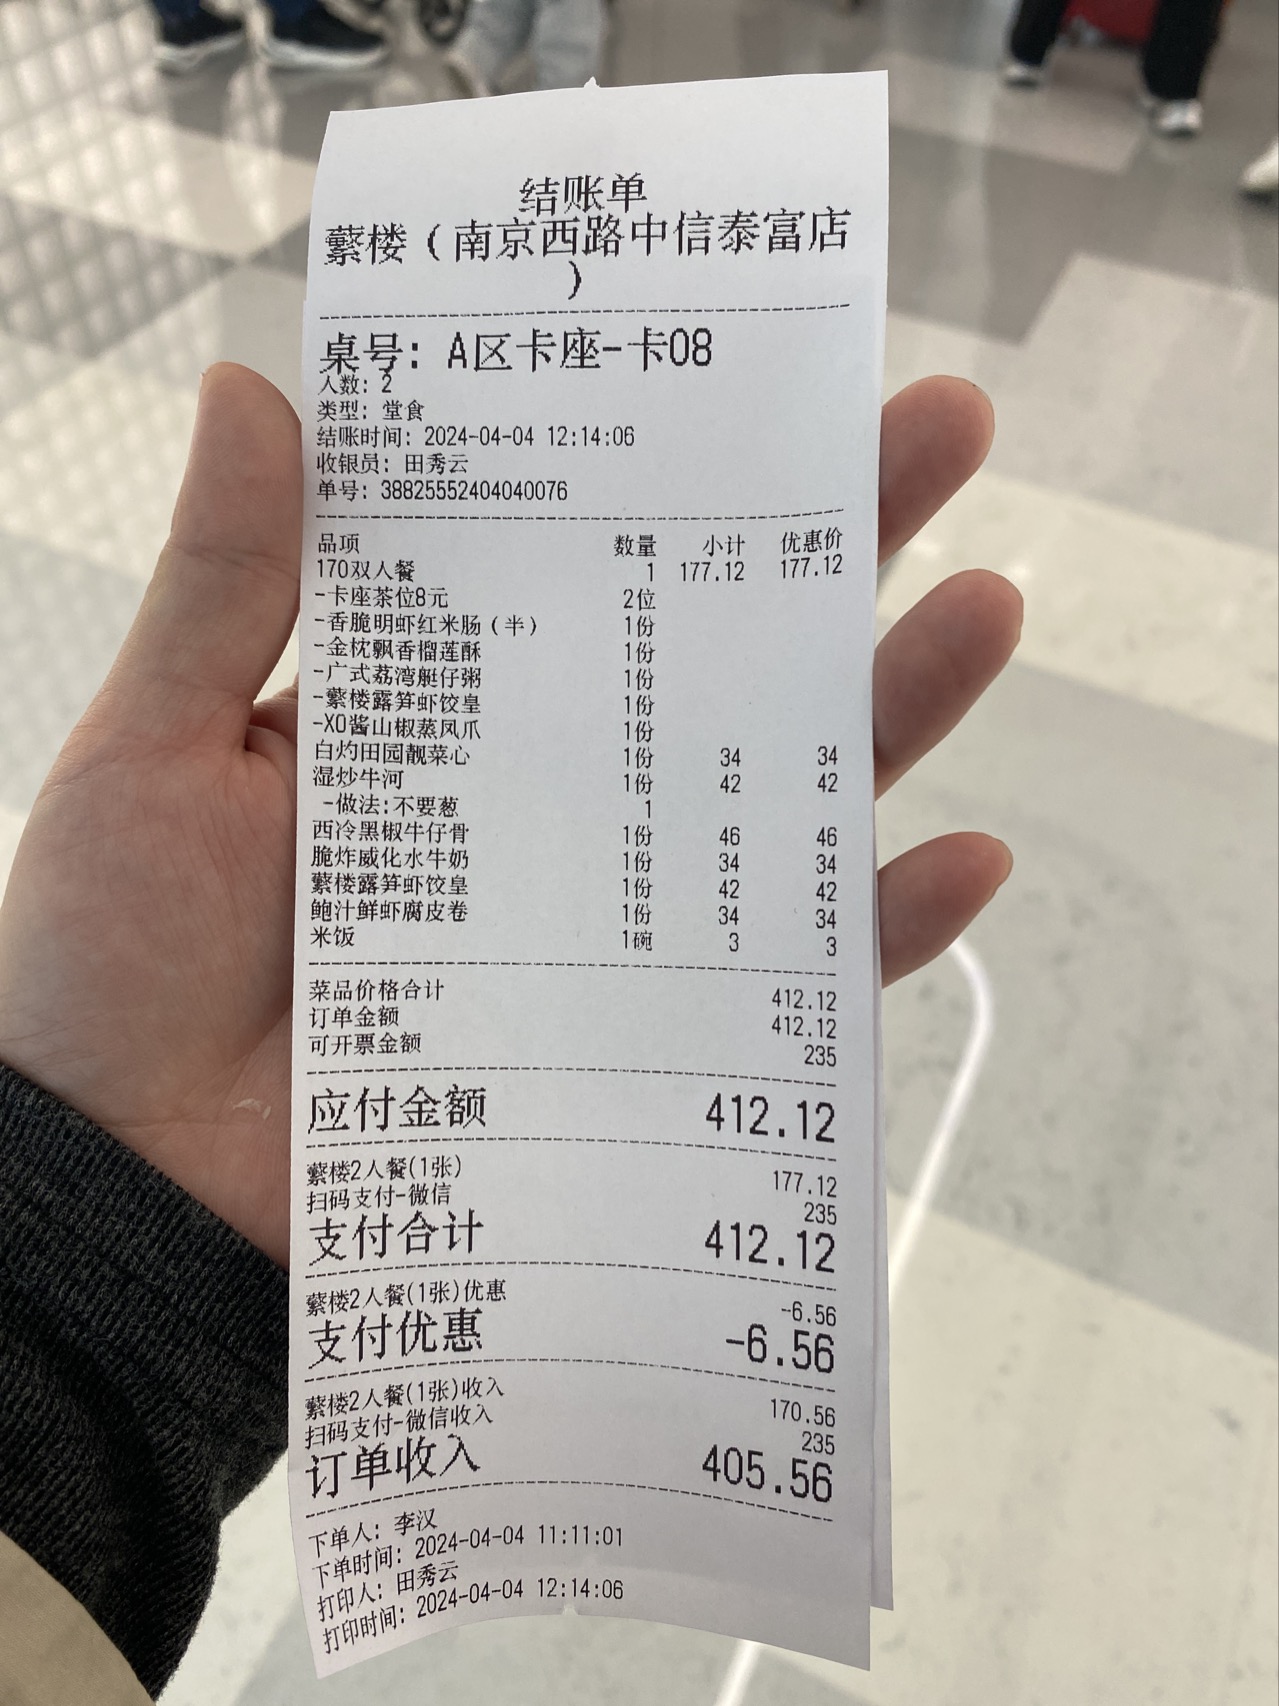 结账单
蘩楼（南京西路中信泰富店
）
桌号: A区卡座-卡08
人数: 2
类型: 堂食
结账时间: 2024-04-04 12:14:06
收银员: 田秀云
单号: 38825552404040076
品项 数量 小计 优惠价
170双人餐 1 177.12 177.12
-卡座茶位8元 2位
-香脆明虾红米肠（半） 1份
-金枕飘香榴莲酥 1份
-广式荔湾艇仔粥 1份
-蘩楼露笋虾饺皇 1份
-XO酱山椒蒸凤爪 1份
白灼田园靓菜心 1份 34 34
湿炒牛河 1份 42 42
-做法:不要葱 1
西冷黑椒牛仔骨 1份 46 46
脆炸威化水牛奶 1份 34 34
蘩楼露笋虾饺皇 1份 42 42
鲍汁鲜虾腐皮卷 1份 34 34
米饭 1碗 3 3
菜品价格合计 412.12
订单金额 412.12
可开票金额 235
应付金额 412.12
蘩楼2人餐(1张) 177.12
扫码支付-微信 235
支付合计 412.12
蘩楼2人餐(1张)优惠 -6.56
支付优惠 -6.56
蘩楼2人餐(1张)收入 170.56
扫码支付-微信收入 235
订单收入 405.56
下单人: 李汉
下单时间: 2024-04-04 11:11:01
打印人: 田秀云
打印时间: 2024-04-04 12:14:06